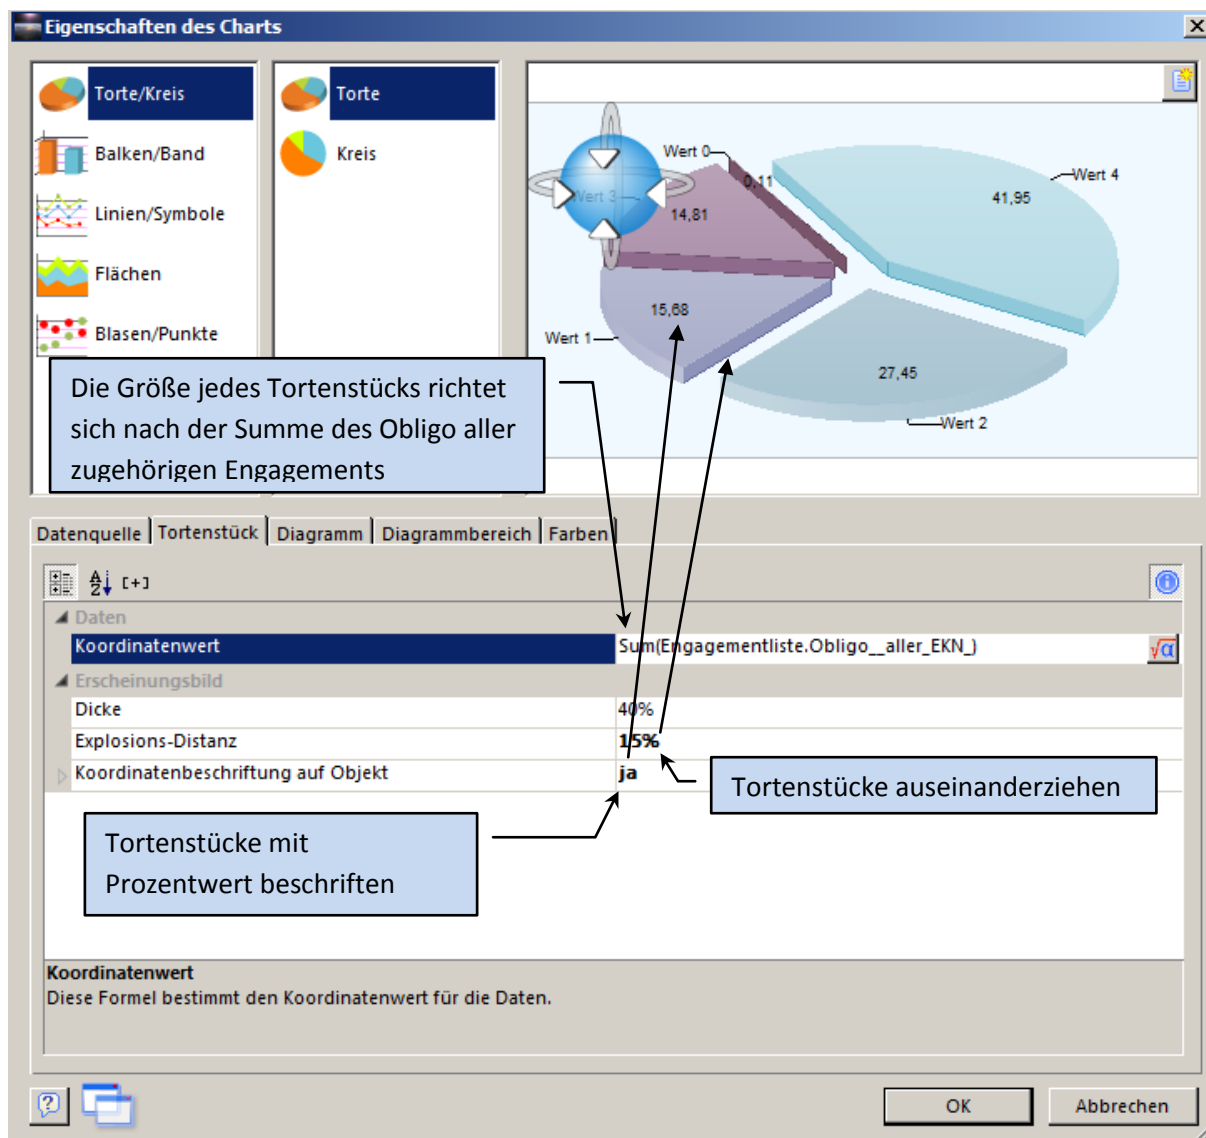 Eigenschaften des Charts
Torte/Kreis
Balken/Band
Linien/Symbole
Flächen
Blasen/Punkte
Torte
Kreis
Wert 0
0,11
Wert 4
41,95
Wert 3
14,81
15,68
Wert 1
27,45
Wert 2
Die Größe jedes Tortenstücks richtet
sich nach der Summe des Obligo aller
zugehörigen Engagements
Datenquelle Tortenstück Diagramm Diagrammbereich Farben
A
Z [+]
Daten
Koordinatenwert Sum(Engagementliste.Obligo__aller_EKN_) √α
Erscheinungsbild
Dicke 40%
Explosions-Distanz 15%
Koordinatenbeschriftung auf Objekt ja
Tortenstücke auseinanderziehen
Tortenstücke mit
Prozentwert beschriften
Koordinatenwert
Diese Formel bestimmt den Koordinatenwert für die Daten.
? OK Abbrechen